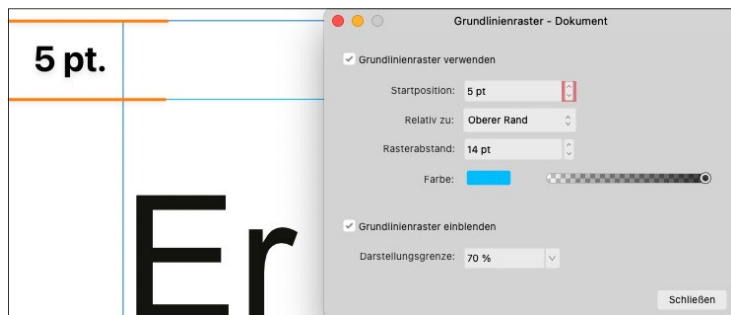 Grundlinienraster - Dokument
5 pt.
Grundlinienraster verwenden
Startposition: 5 pt
Relativ zu: Oberer Rand
Rasterabstand: 14 pt
Farbe:
Er
Grundlinienraster einblenden
Darstellungsgrenze: 70 %
Schließen